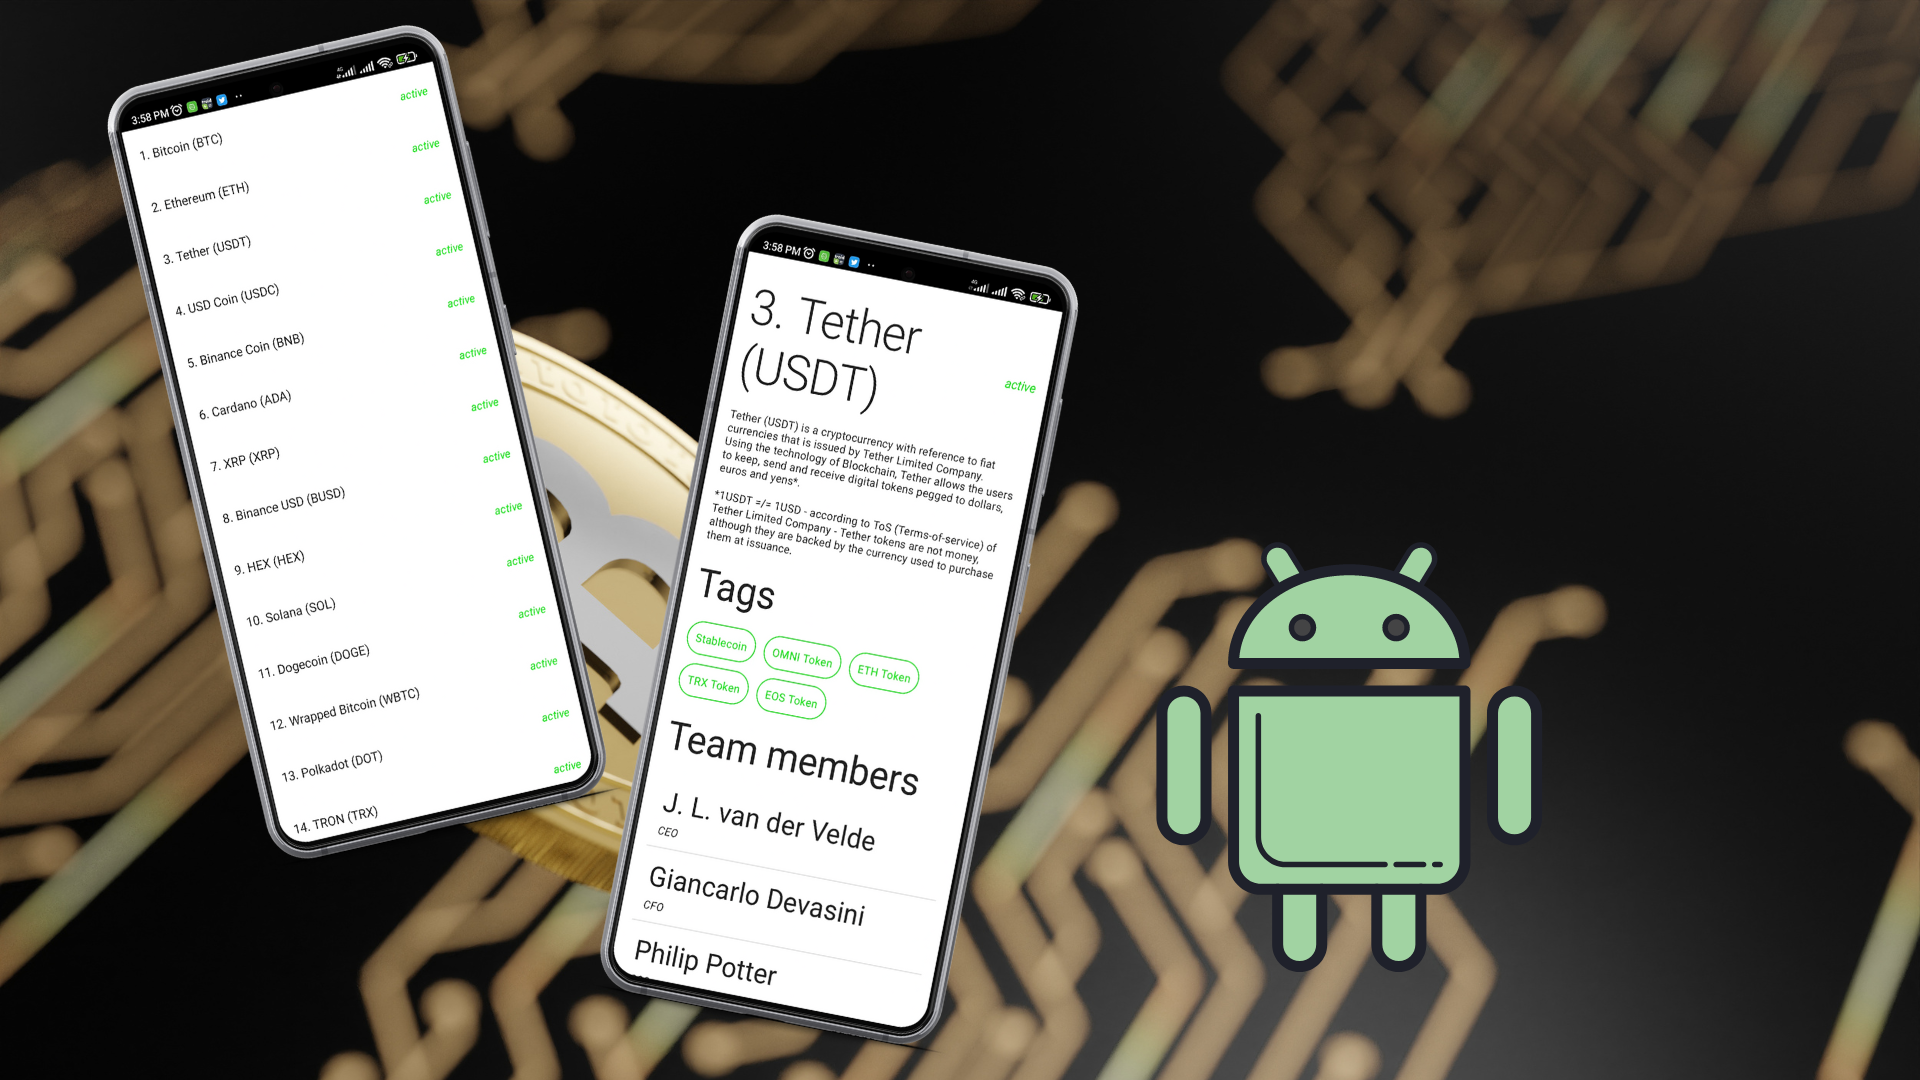 3:58 PM
active
1. Bitcoin (BTC)
active
2. Ethereum (ETH)
active
3. Tether (USDT)
active
4. USD Coin (USDC)
active
5. Binance Coin (BNB)
active
6. Cardano (ADA)
active
7. XRP (XRP)
active
8. Binance USD (BUSD)
active
9. HEX (HEX)
active
10. Solana (SOL)
active
11. Dogecoin (DOGE)
active
12. Wrapped Bitcoin (WBTC)
active
13. Polkadot (DOT)
active
14. TRON (TRX)
3:58 PM
3. Tether
(USDT)
active
Tether (USDT) is a cryptocurrency with reference to fiat
currencies that is issued by Tether Limited Company.
Using the technology of Blockchain, Tether allows the users
to keep, send and receive digital tokens pegged to dollars,
euros and yens*.
*1USDT =/= 1USD - according to ToS (Terms-of-service) of
Tether Limited Company - Tether tokens are not money,
although they are backed by the currency used to purchase
them at issuance.
Tags
Stablecoin
OMNI Token
ETH Token
TRX Token
EOS Token
Team members
J. L. van der Velde
CEO
Giancarlo Devasini
CFO
Philip Potter